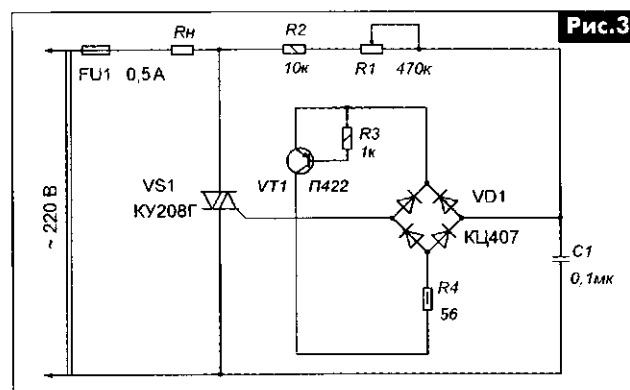 Рис.3
Rн
R2
FU1 0,5А
10к
R1
470к
R3
1к
VS1
КУ208Г
VT1
П422
VD1
КЦ407
~ 220 В
C1
0,1мк
R4
56